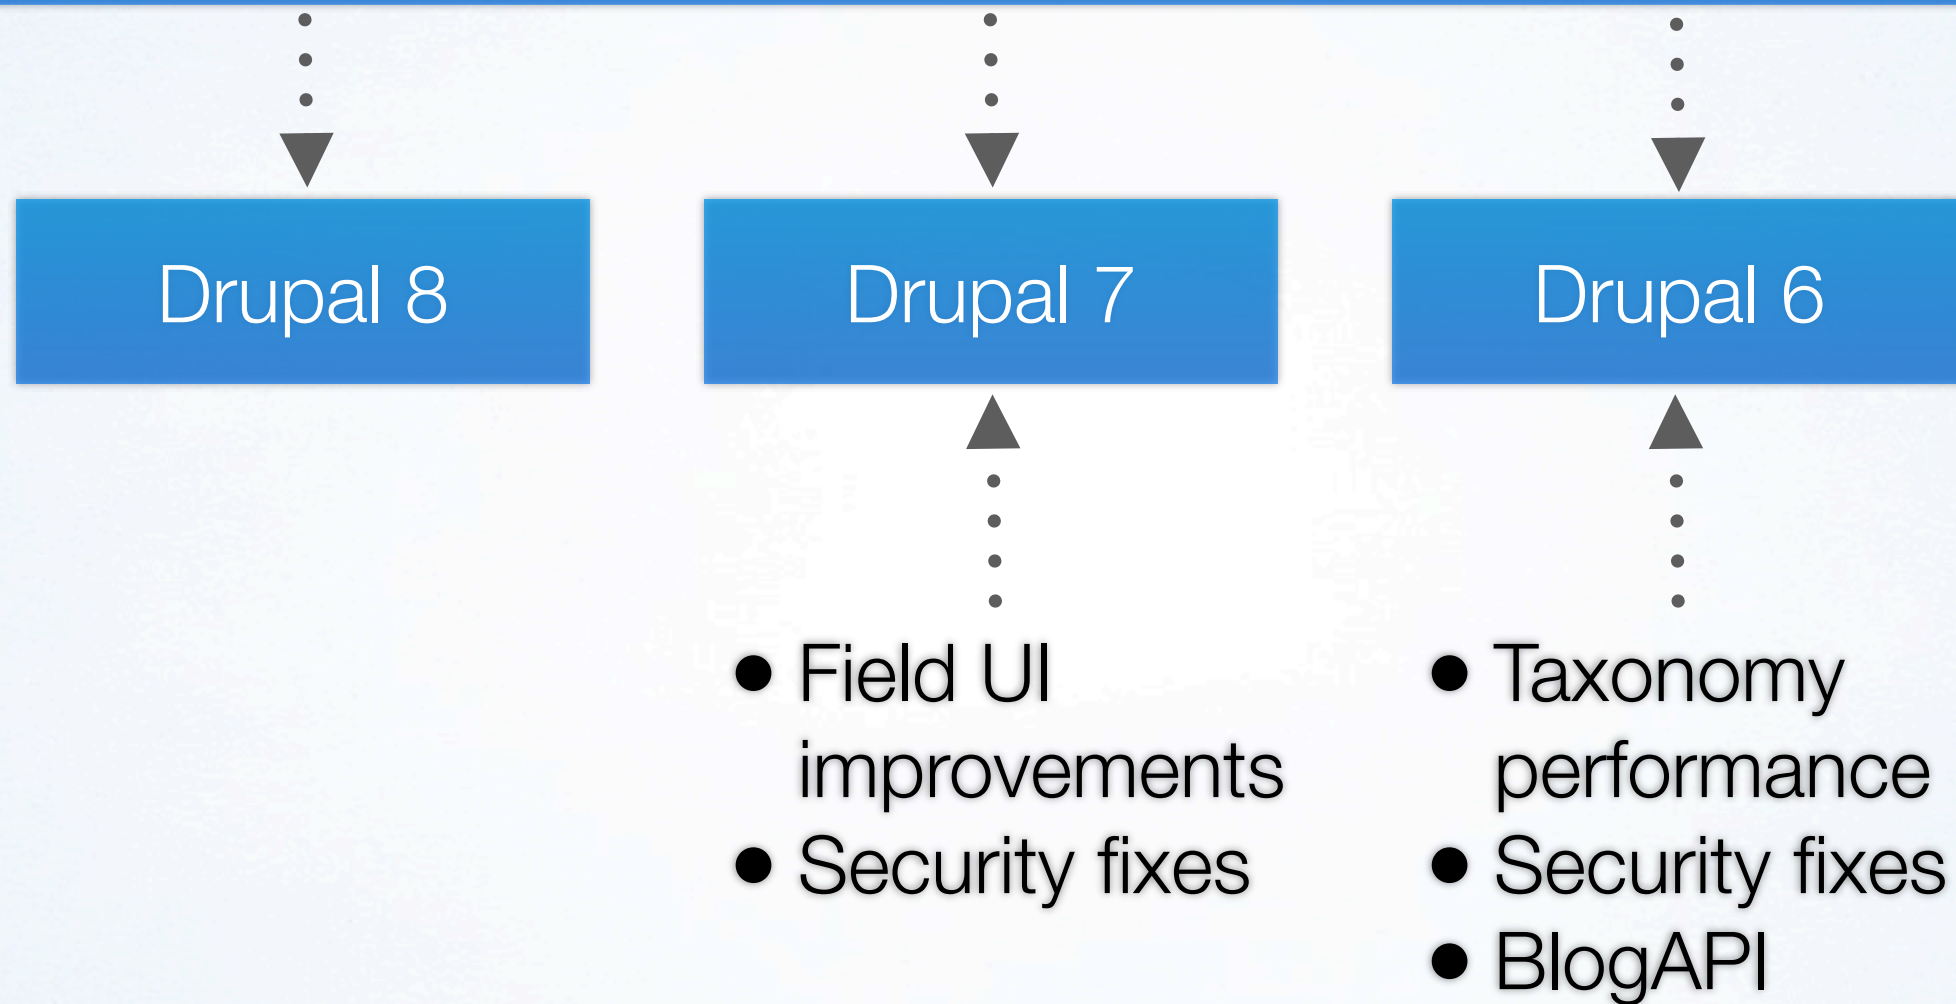 Drupal 8
Drupal 7
Drupal 6
• Field UI
improvements
• Security fixes
• Taxonomy
performance
• Security fixes
• BlogAPI